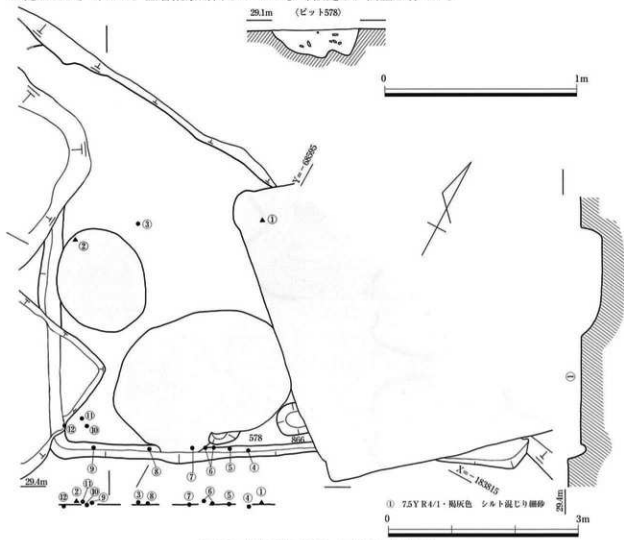 29.1m 〈ピット578〉
0 1m
Y=-68595
③ ①
②
①
⑪
⑫ ⑩
578 866
⑨ ⑧ ⑦ ⑥ ⑤ ④
X=-183815
29.4m
29.4m
⑫ ② ⑪ ⑩ ⑨ ③ ⑧ ⑦ ⑥ ⑤ ④ ①
① 7.5YR4/1・褐灰色 シルト混じり細砂
0 3m